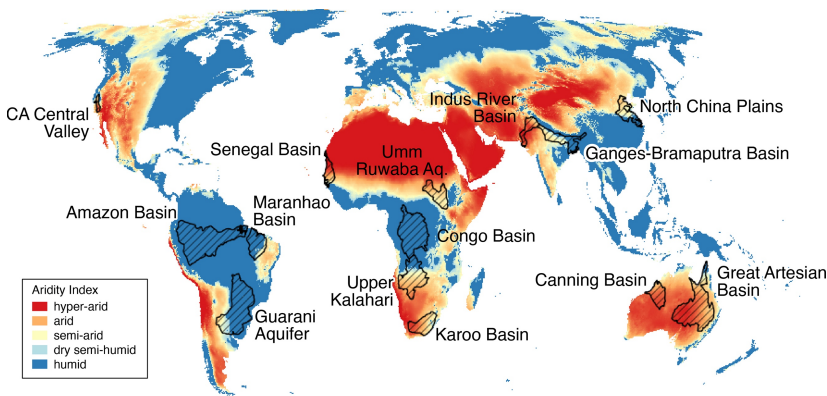 CA Central
Valley
Senegal Basin
Umm
Ruwaba Aq.
Indus River
Basin
North China Plains
Ganges-Bramaputra Basin
Amazon Basin
Maranhao
Basin
Congo Basin
Upper
Kalahari
Canning Basin
Great Artesian
Basin
Guarani
Aquifer
Karoo Basin
Aridity Index
hyper-arid
arid
semi-arid
dry semi-humid
humid